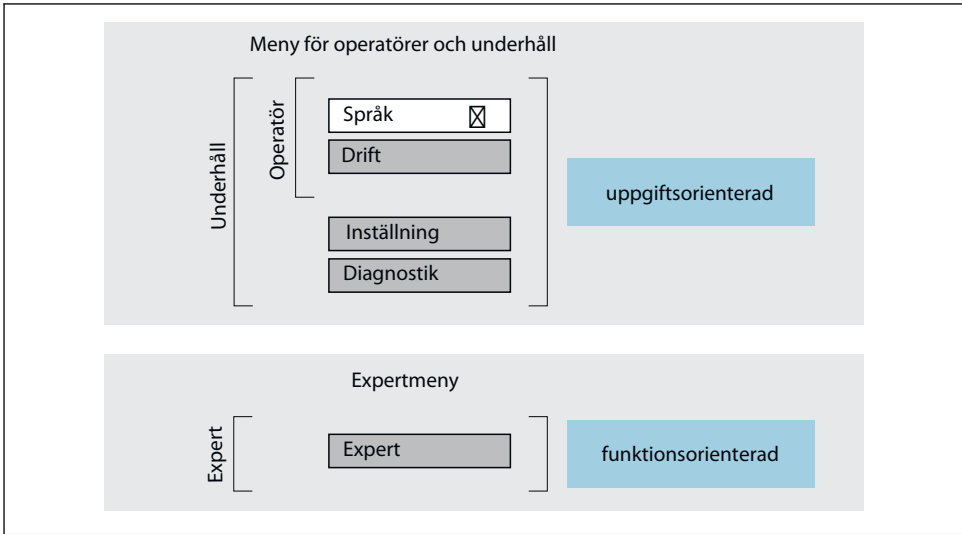 Meny för operatörer och underhåll
Underhåll
Operatör
Språk
Drift
Inställning
Diagnostik
uppgiftsorienterad
Expertmeny
Expert
Expert
funktionsorienterad